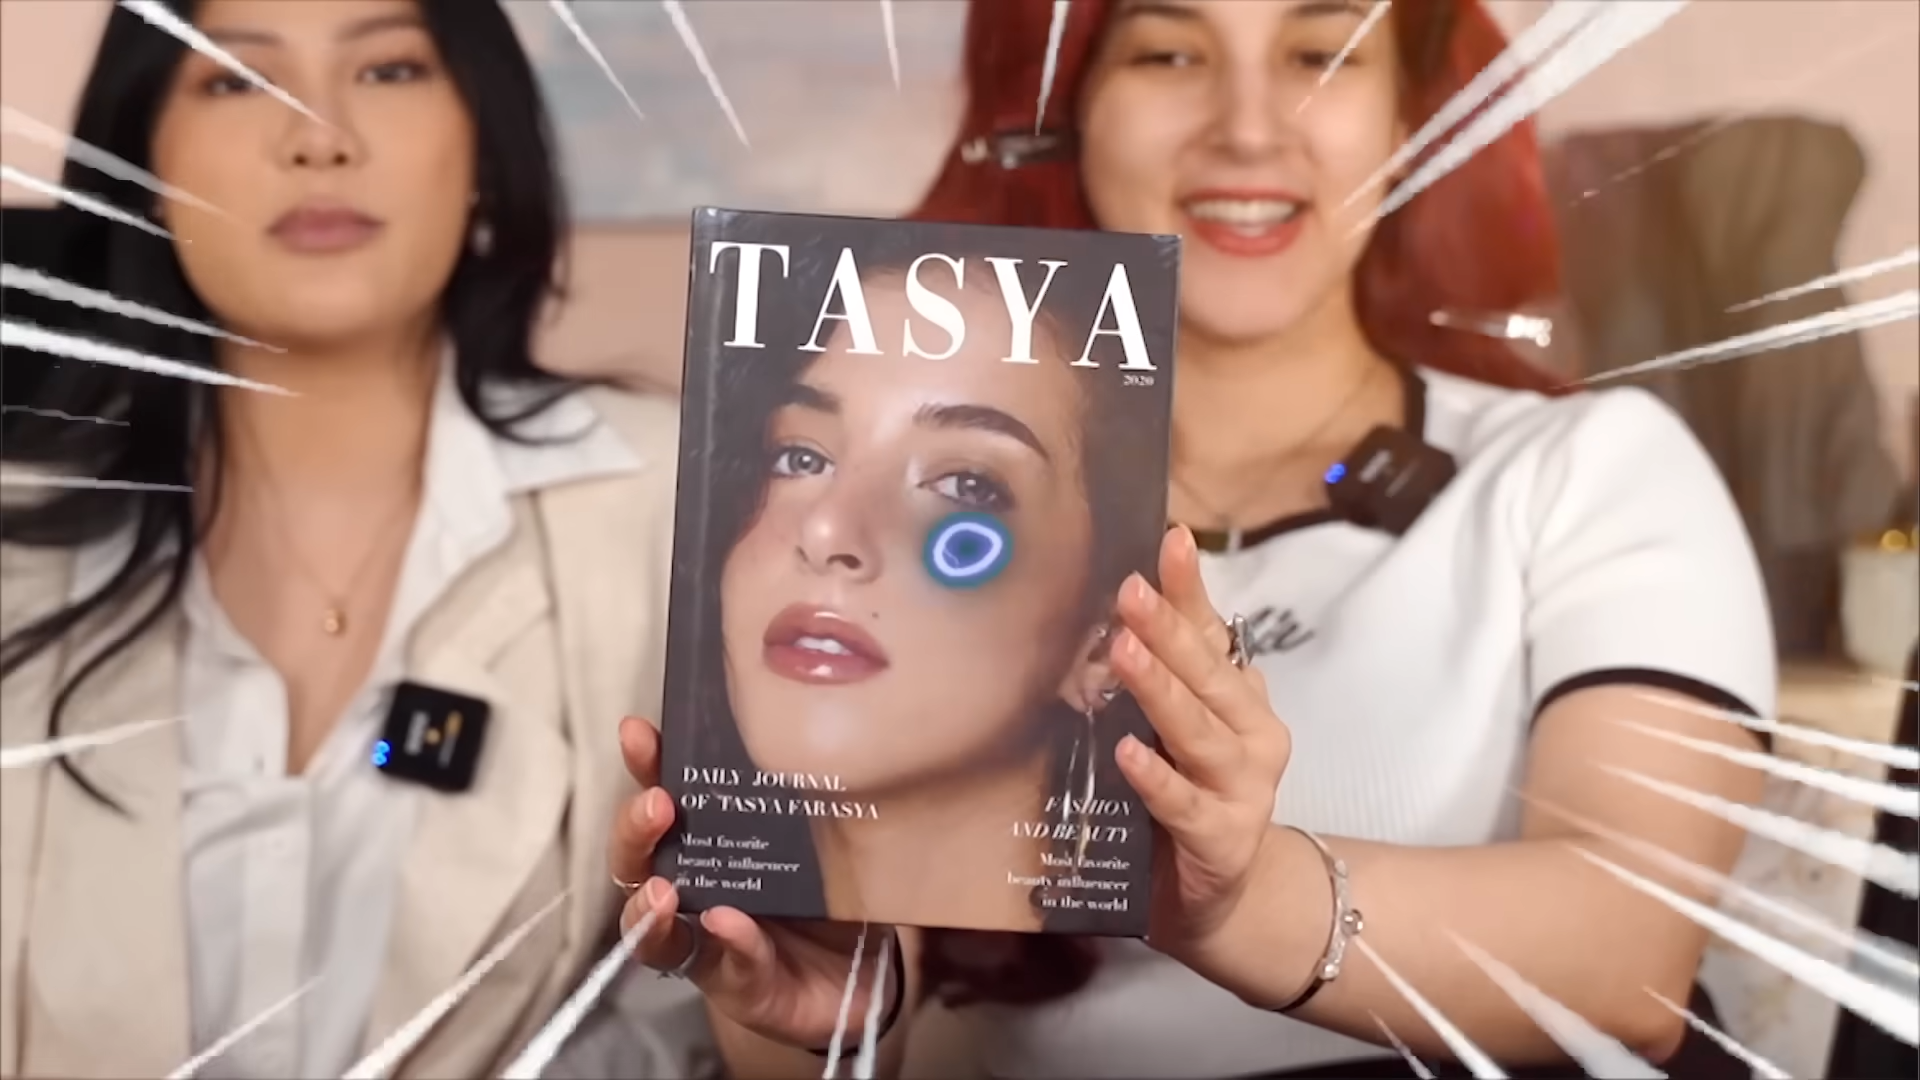 TASYA
2020
DAILY JOURNAL
OF TASYA FARASYA
Most favorite
beauty influencer
in the world
FASHION
AND BEAUTY
Most favorite
beauty influencer
in the world